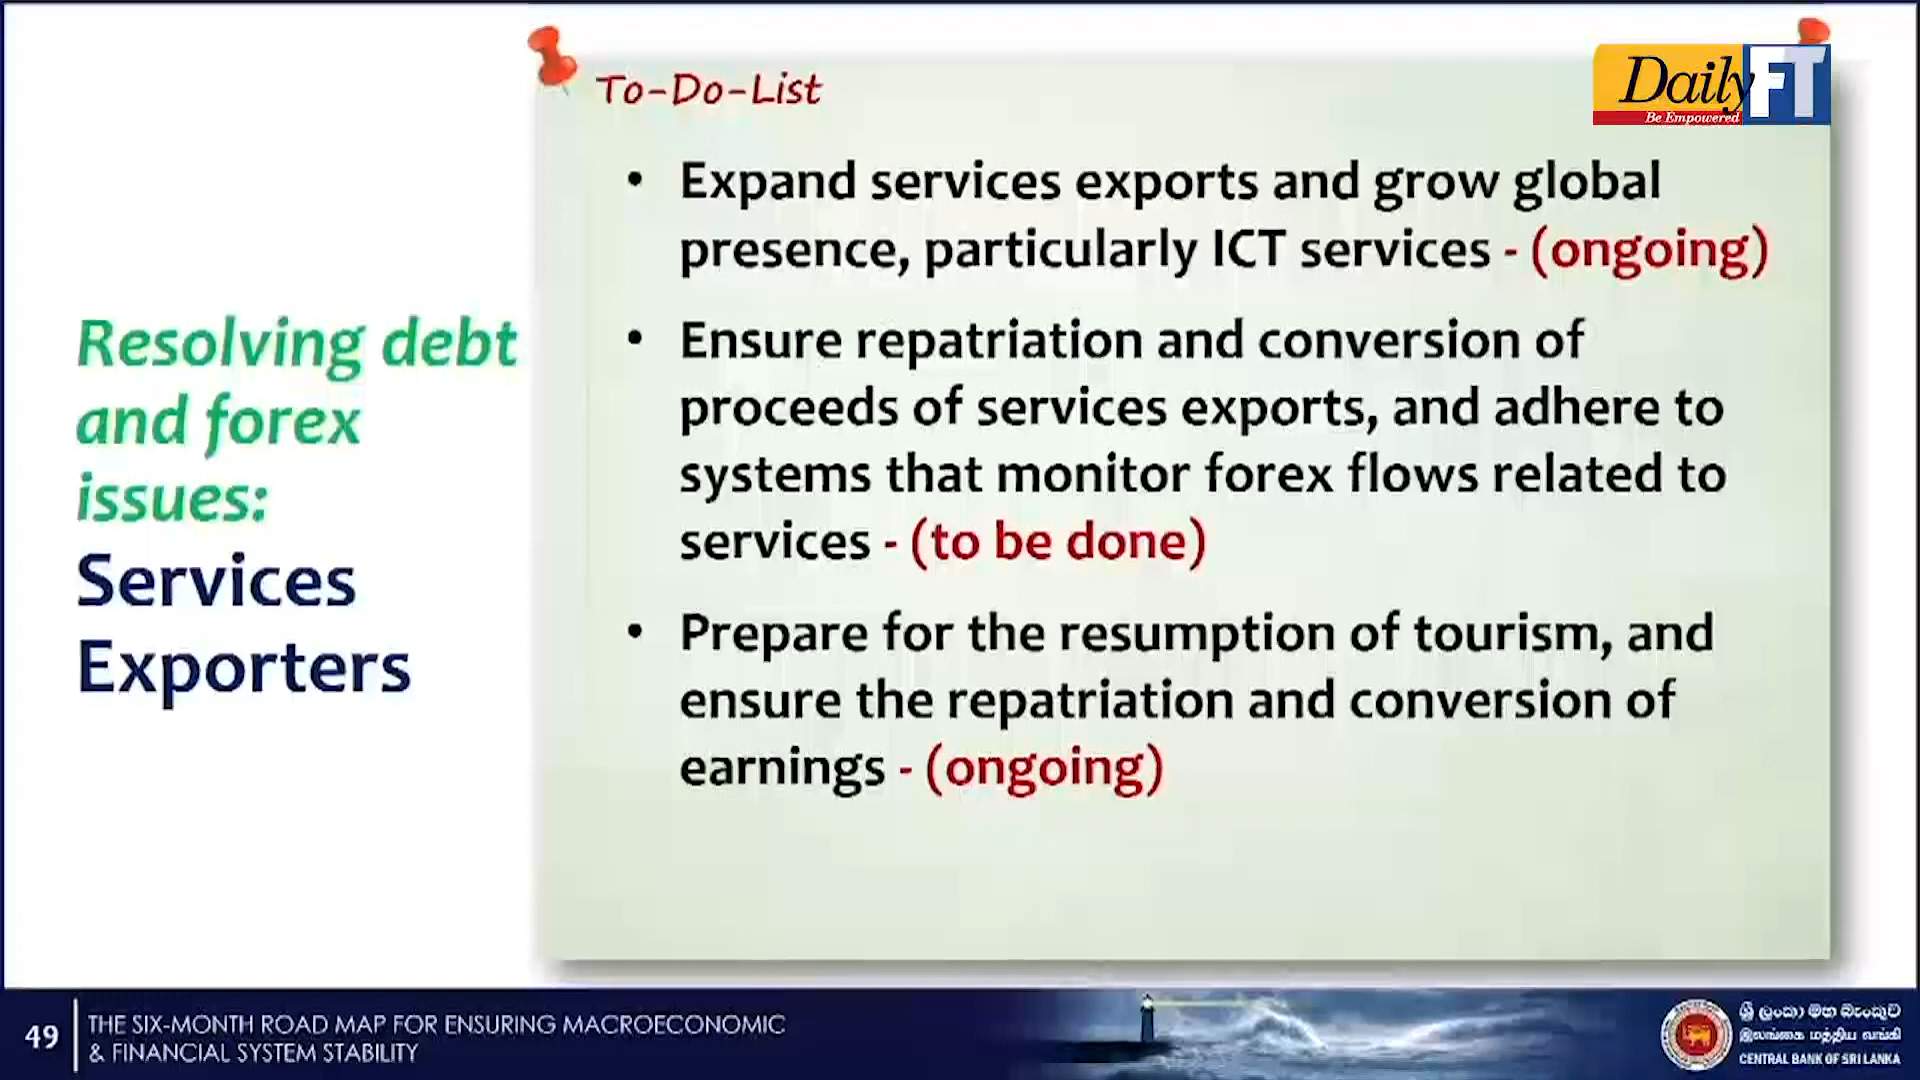 To-Do-List
Daily FT
Be Empowered
Resolving debt
and forex
issues:
Services
Exporters
• Expand services exports and grow global
presence, particularly ICT services - (ongoing)
• Ensure repatriation and conversion of
proceeds of services exports, and adhere to
systems that monitor forex flows related to
services - (to be done)
• Prepare for the resumption of tourism, and
ensure the repatriation and conversion of
earnings - (ongoing)
49
THE SIX-MONTH ROAD MAP FOR ENSURING MACROECONOMIC
& FINANCIAL SYSTEM STABILITY
ශ්‍රී ලංකා මහ බැංකුව
இலங்கை மத்திய வங்கி
CENTRAL BANK OF SRI LANKA